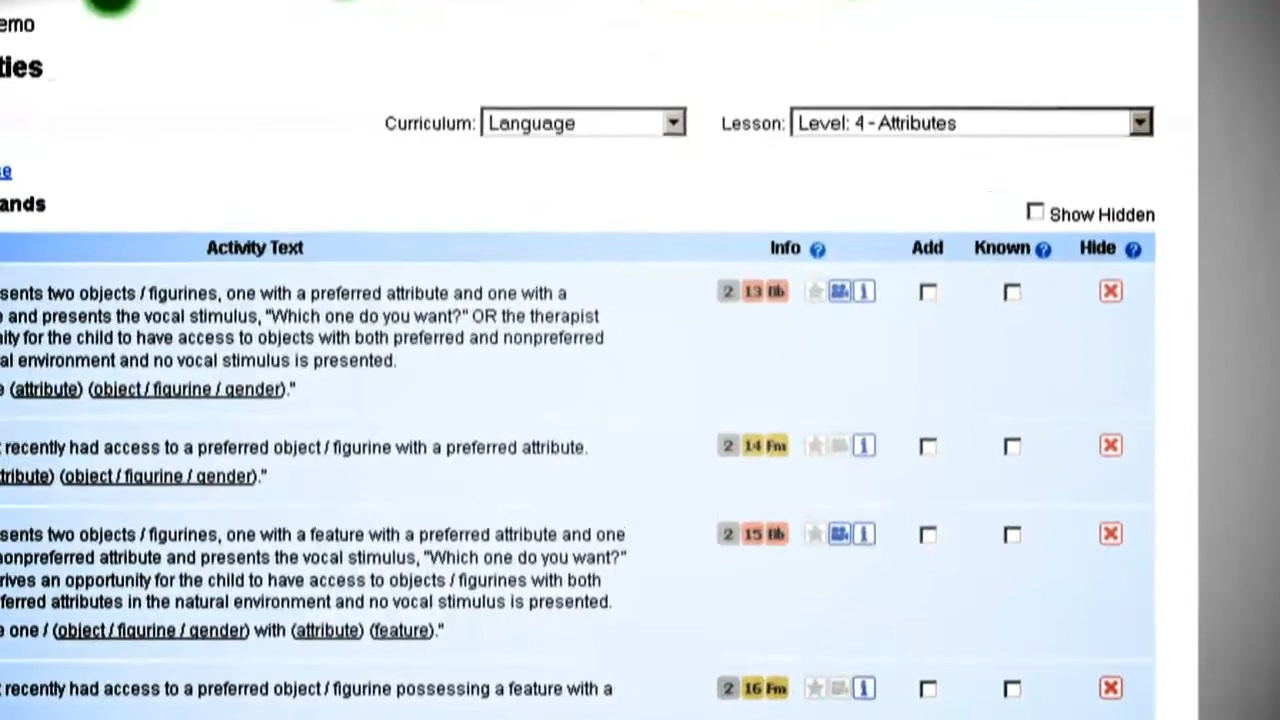 emo
ties
Curriculum: Language Lesson: Level: 4 - Attributes
se
ands
Show Hidden
Activity Text Info ? Add Known ? Hide ?
sents two objects / figurines, one with a preferred attribute and one with a 2 13 Bb i
and presents the vocal stimulus, "Which one do you want?" OR the therapist
ity for the child to have access to objects with both preferred and nonpreferred
al environment and no vocal stimulus is presented.
e (attribute) (object / figurine / gender)."
recently had access to a preferred object / figurine with a preferred attribute. 2 14 Fm i
tribute) (object / figurine / gender)."
sents two objects / figurines, one with a feature with a preferred attribute and one 2 15 Bb i
nonpreferred attribute and presents the vocal stimulus, "Which one do you want?"
rives an opportunity for the child to have access to objects / figurines with both
ferred attributes in the natural environment and no vocal stimulus is presented.
e one / (object / figurine / gender) with (attribute) (feature)."
recently had access to a preferred object / figurine possessing a feature with a 2 16 Fm i